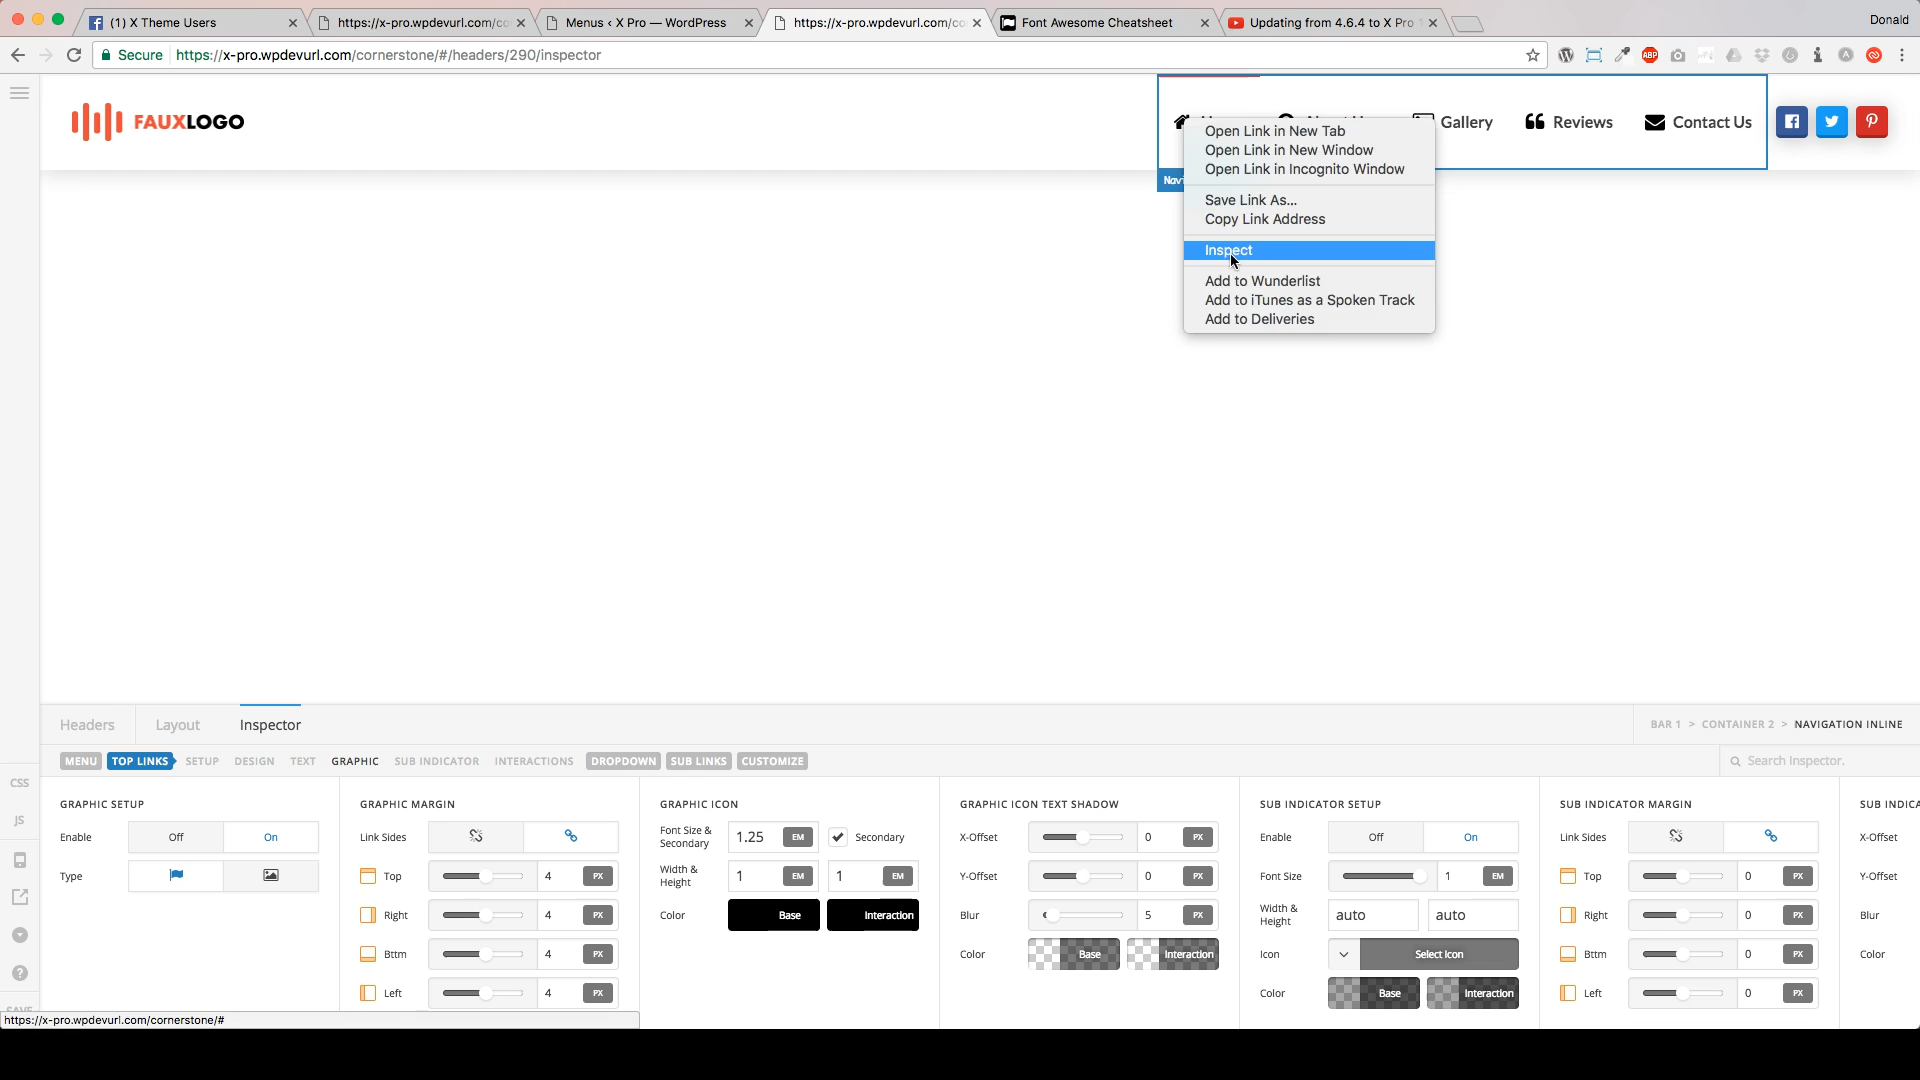 (1) X Theme Users
https://x-pro.wpdevurl.com/co
Menus ‹ X Pro — WordPress
https://x-pro.wpdevurl.com/co
Font Awesome Cheatsheet
Updating from 4.6.4 to X Pro
Donald
Secure
https://x-pro.wpdevurl.com/cornerstone/#/headers/290/inspector
ABP
FAUXLOGO
Gallery
Reviews
Contact Us
Open Link in New Tab
Open Link in New Window
Open Link in Incognito Window
Navi
Save Link As...
Copy Link Address
Inspect
Add to Wunderlist
Add to iTunes as a Spoken Track
Add to Deliveries
Headers
Layout
Inspector
BAR 1 > CONTAINER 2 > NAVIGATION INLINE
MENU
TOP LINKS
SETUP
DESIGN
TEXT
GRAPHIC
SUB INDICATOR
INTERACTIONS
DROPDOWN
SUB LINKS
CUSTOMIZE
Search Inspector.
CSS
JS
GRAPHIC SETUP
Enable
Off
On
Type
GRAPHIC MARGIN
Link Sides
Top
4
PX
Right
4
PX
Bttm
4
PX
Left
4
PX
GRAPHIC ICON
Font Size &
Secondary
1.25
EM
Secondary
Width &
Height
1
EM
1
EM
Color
Base
Interaction
GRAPHIC ICON TEXT SHADOW
X-Offset
0
PX
Y-Offset
0
PX
Blur
5
PX
Color
Base
Interaction
SUB INDICATOR SETUP
Enable
Off
On
Font Size
1
EM
Width &
Height
auto
auto
Icon
Select Icon
Color
Base
Interaction
SUB INDICATOR MARGIN
Link Sides
Top
0
PX
Right
0
PX
Bttm
0
PX
Left
0
PX
SUB INDICA
X-Offset
Y-Offset
Blur
Color
https://x-pro.wpdevurl.com/cornerstone/#